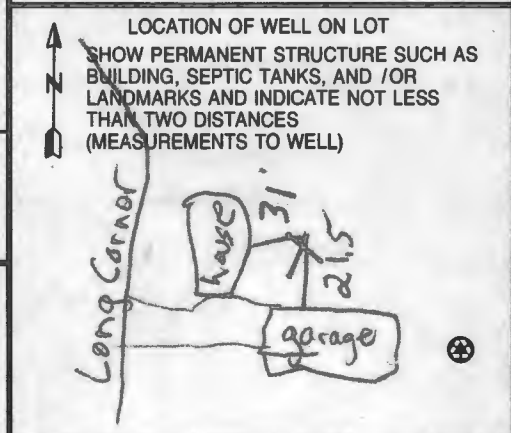 LOCATION OF WELL ON LOT
SHOW PERMANENT STRUCTURE SUCH AS
BUILDING, SEPTIC TANKS, AND /OR
LANDMARKS AND INDICATE NOT LESS
THAN TWO DISTANCES
(MEASUREMENTS TO WELL)
N
Long Corner
house
31'
21.5
garage